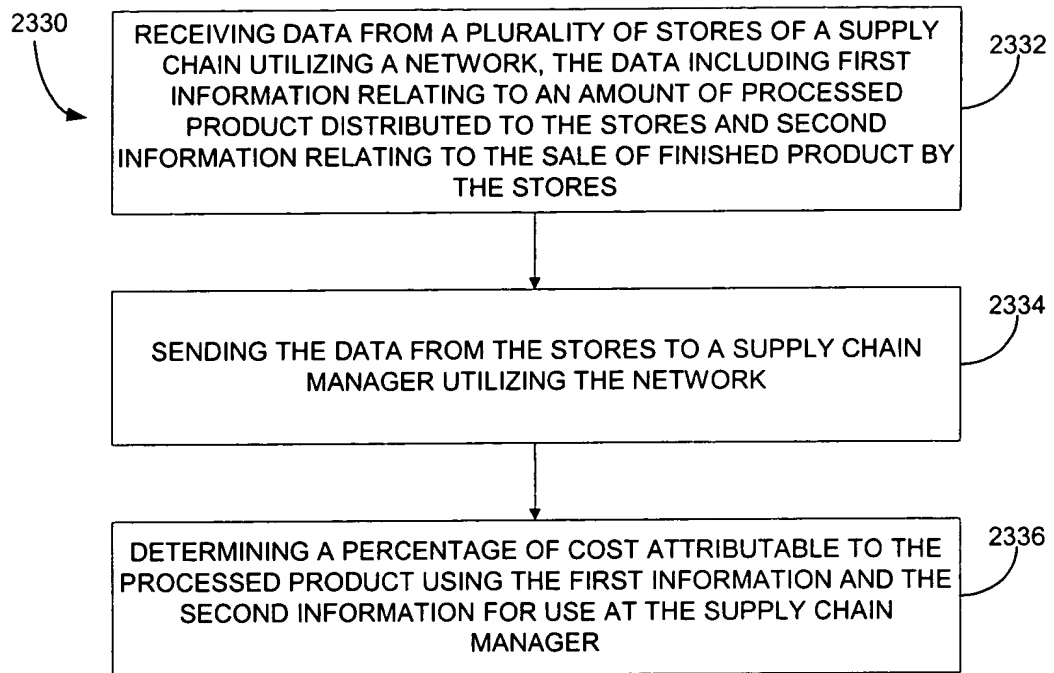 2330
RECEIVING DATA FROM A PLURALITY OF STORES OF A SUPPLY
CHAIN UTILIZING A NETWORK, THE DATA INCLUDING FIRST
INFORMATION RELATING TO AN AMOUNT OF PROCESSED
PRODUCT DISTRIBUTED TO THE STORES AND SECOND
INFORMATION RELATING TO THE SALE OF FINISHED PRODUCT BY
THE STORES
2332
SENDING THE DATA FROM THE STORES TO A SUPPLY CHAIN
MANAGER UTILIZING THE NETWORK
2334
DETERMINING A PERCENTAGE OF COST ATTRIBUTABLE TO THE
PROCESSED PRODUCT USING THE FIRST INFORMATION AND THE
SECOND INFORMATION FOR USE AT THE SUPPLY CHAIN
MANAGER
2336